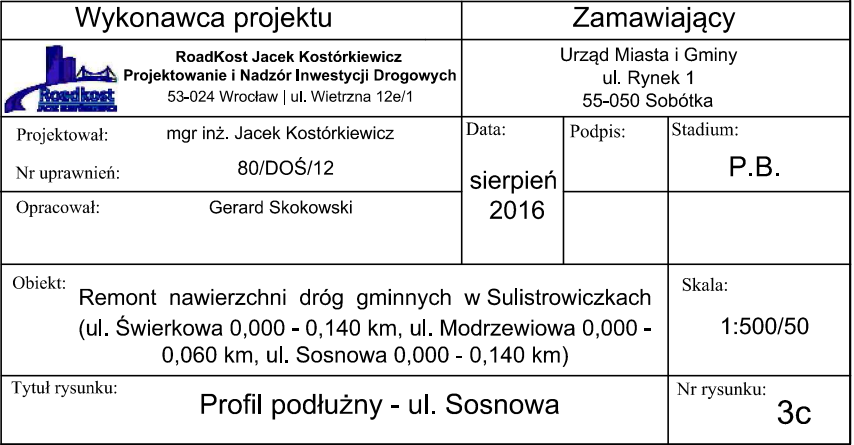 Wykonawca projektu
Zamawiający
Roadkost
JACEK KOSTÓRKIEWICZ
RoadKost Jacek Kostórkiewicz
Projektowanie i Nadzór Inwestycji Drogowych
53-024 Wrocław | ul. Wietrzna 12e/1
Urząd Miasta i Gminy
ul. Rynek 1
55-050 Sobótka
Projektował:
mgr inż. Jacek Kostórkiewicz
Nr uprawnień:
80/DOŚ/12
Data:
sierpień
2016
Podpis:
Stadium:
P.B.
Opracował:
Gerard Skokowski
Obiekt:
Remont nawierzchni dróg gminnych w Sulistrowiczkach
(ul. Świerkowa 0,000 - 0,140 km, ul. Modrzewiowa 0,000 -
0,060 km, ul. Sosnowa 0,000 - 0,140 km)
Skala:
1:500/50
Tytuł rysunku:
Profil podłużny - ul. Sosnowa
Nr rysunku:
3c